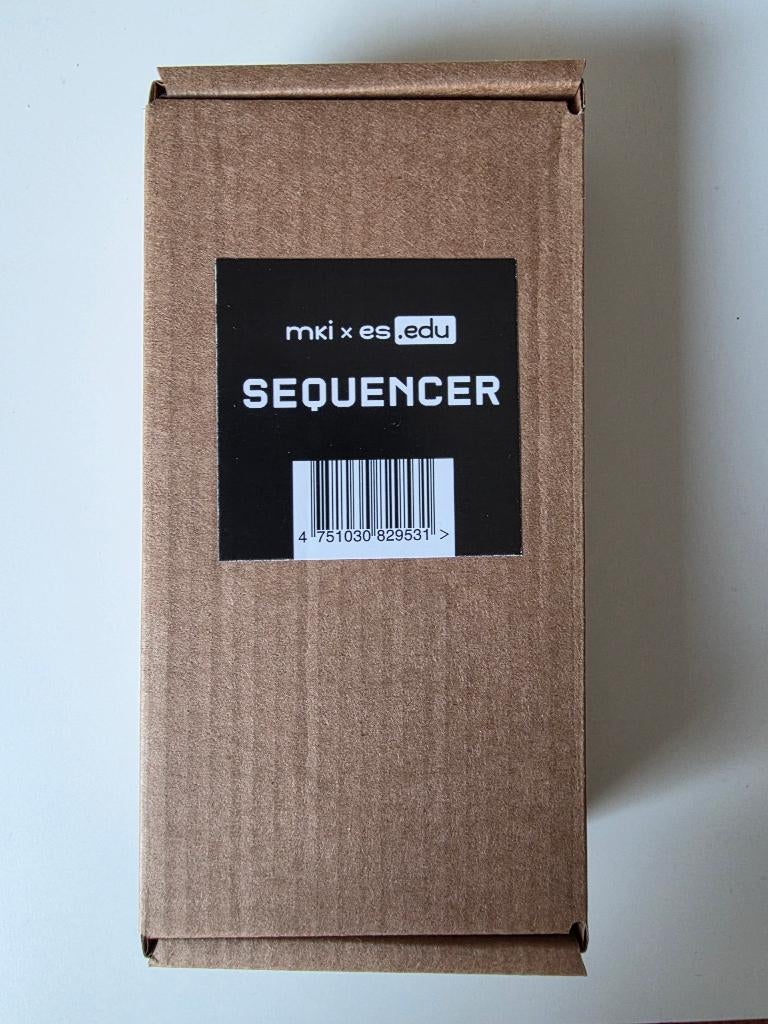 mki x es.edu
SEQUENCER
4 751030 829531 >